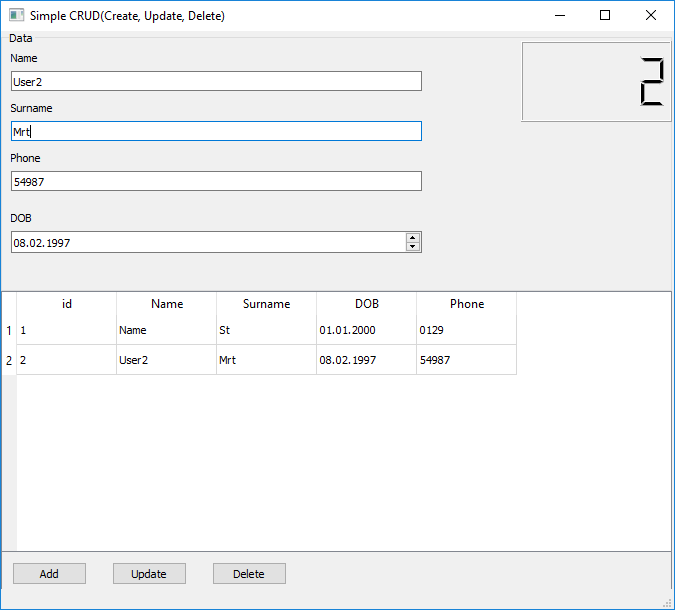 Simple CRUD(Create, Update, Delete)
Data
Name
2
User2
Surname
Mrt
Phone
54987
DOB
08.02.1997
id Name Surname DOB Phone
1 1 Name St 01.01.2000 0129
2 2 User2 Mrt 08.02.1997 54987
Add Update Delete